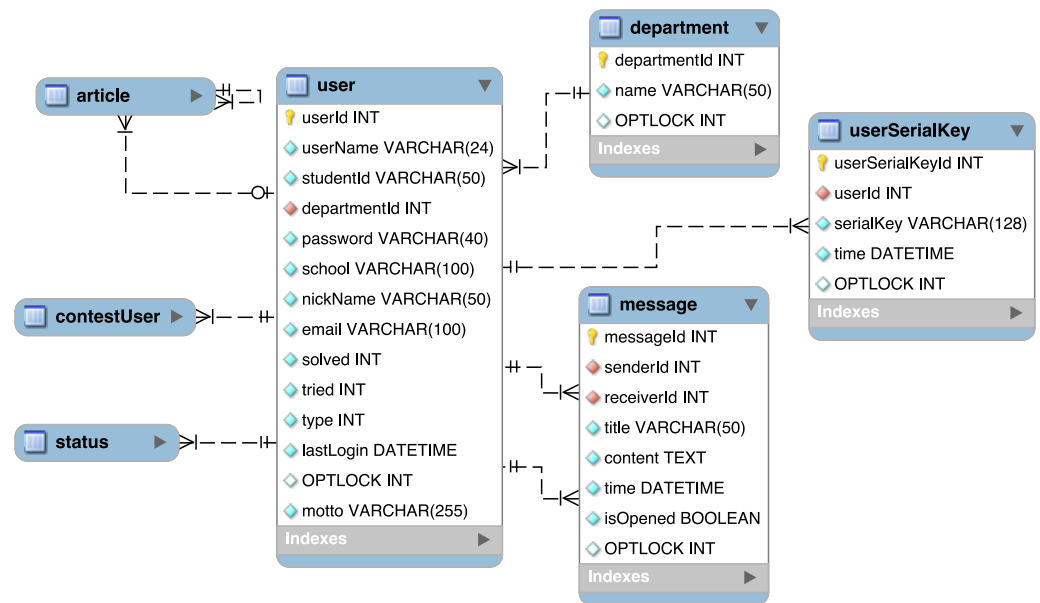 article
contestUser
status
user
userId INT
userName VARCHAR(24)
studentId VARCHAR(50)
departmentId INT
password VARCHAR(40)
school VARCHAR(100)
nickName VARCHAR(50)
email VARCHAR(100)
solved INT
tried INT
type INT
lastLogin DATETIME
OPTLOCK INT
motto VARCHAR(255)
Indexes
department
departmentId INT
name VARCHAR(50)
OPTLOCK INT
Indexes
userSerialKey
userSerialKeyId INT
userId INT
serialKey VARCHAR(128)
time DATETIME
OPTLOCK INT
Indexes
message
messageId INT
senderId INT
receiverId INT
title VARCHAR(50)
content TEXT
time DATETIME
isOpened BOOLEAN
OPTLOCK INT
Indexes